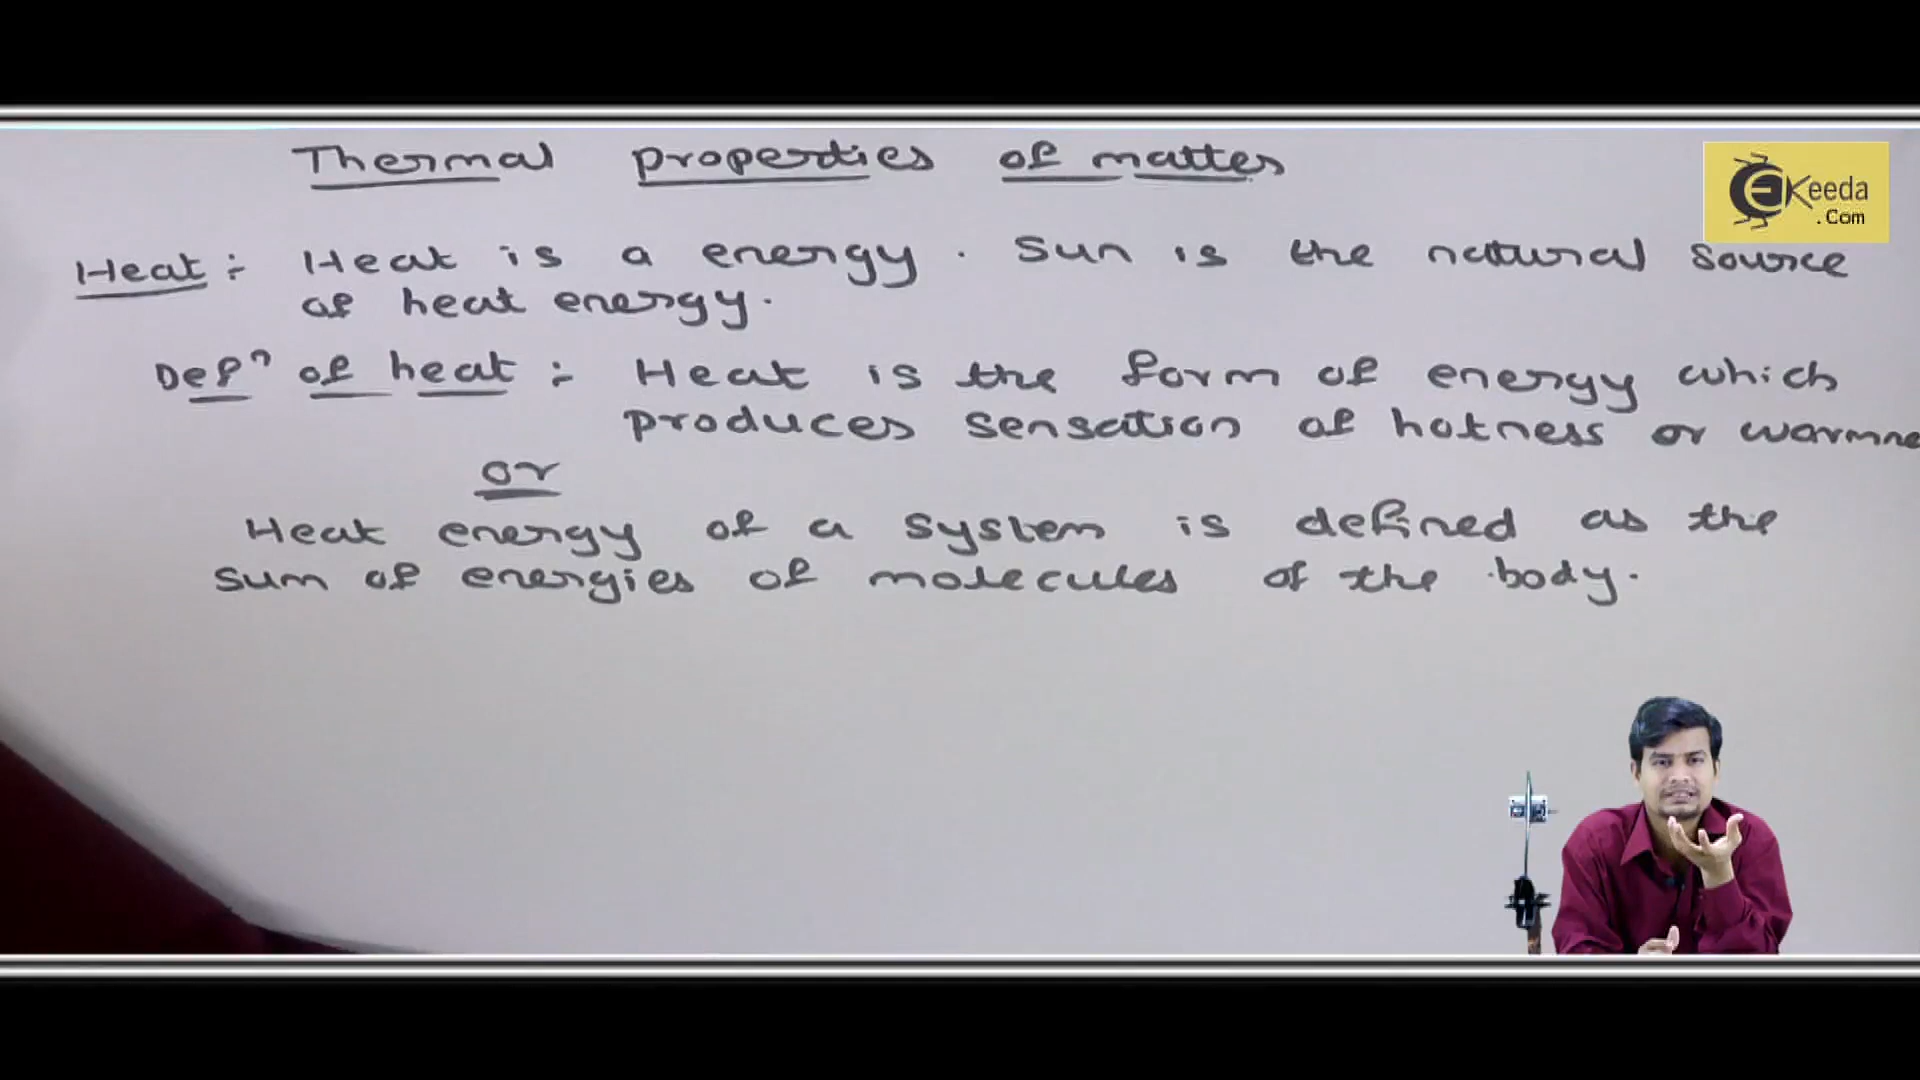 Thermal properties of matter
Heat :- Heat is a energy. Sun is the natural source
of heat energy.
Defⁿ of heat :- Heat is the form of energy which
produces sensation of hotness or warmne
or
Heat energy of a system is defined as the
sum of energies of molecules of the body.
EKeeda
.Com